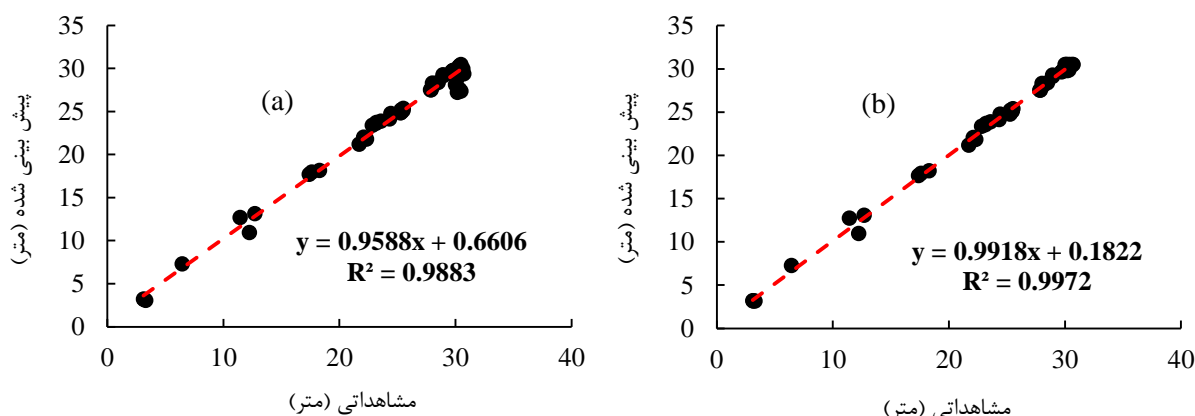 35
30
25
20
15
10
5
0
پیش بینی شده (متر)
(a)
y = 0.9588x + 0.6606
R² = 0.9883
0 10 20 30 40
مشاهداتی (متر)
35
30
25
20
15
10
5
0
پیش بینی شده (متر)
(b)
y = 0.9918x + 0.1822
R² = 0.9972
0 10 20 30 40
مشاهداتی (متر)